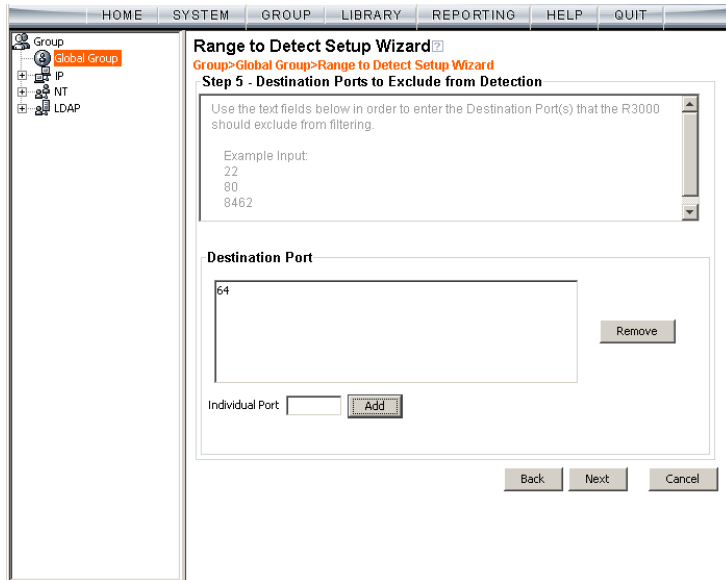 HOME SYSTEM GROUP LIBRARY REPORTING HELP QUIT
Group
Global Group
IP
NT
LDAP
Range to Detect Setup Wizard?
Group>Global Group>Range to Detect Setup Wizard
Step 5 - Destination Ports to Exclude from Detection
Use the text fields below in order to enter the Destination Port(s) that the R3000
should exclude from filtering.
Example Input:
22
80
8462
Destination Port
64
Remove
Individual Port
Add
Back Next Cancel